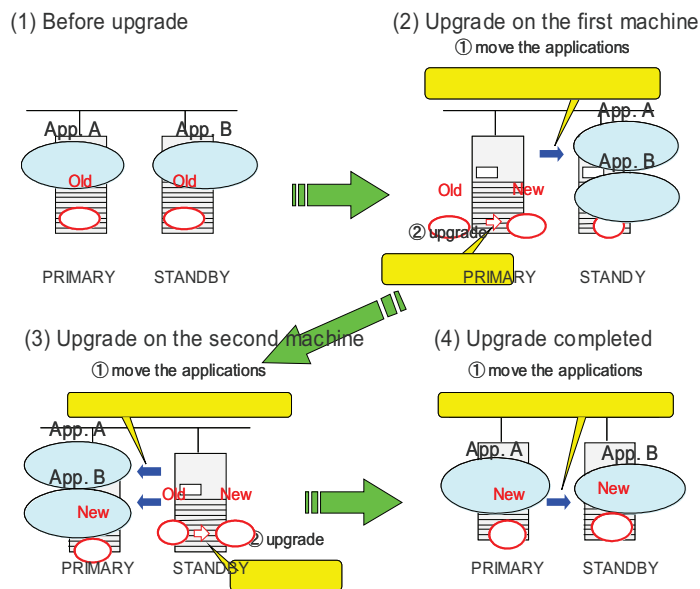 (1) Before upgrade
App. A
App. B
Old
Old
PRIMARY
STANDBY
(2) Upgrade on the first machine
① move the applications
App. A
App. B
Old
New
② upgrade
PRIMARY
STANDY
(3) Upgrade on the second machine
① move the applications
App. A
App. B
New
Old
New
② upgrade
PRIMARY
STANDBY
(4) Upgrade completed
① move the applications
App. A
App. B
New
New
PRIMARY
STANDBY